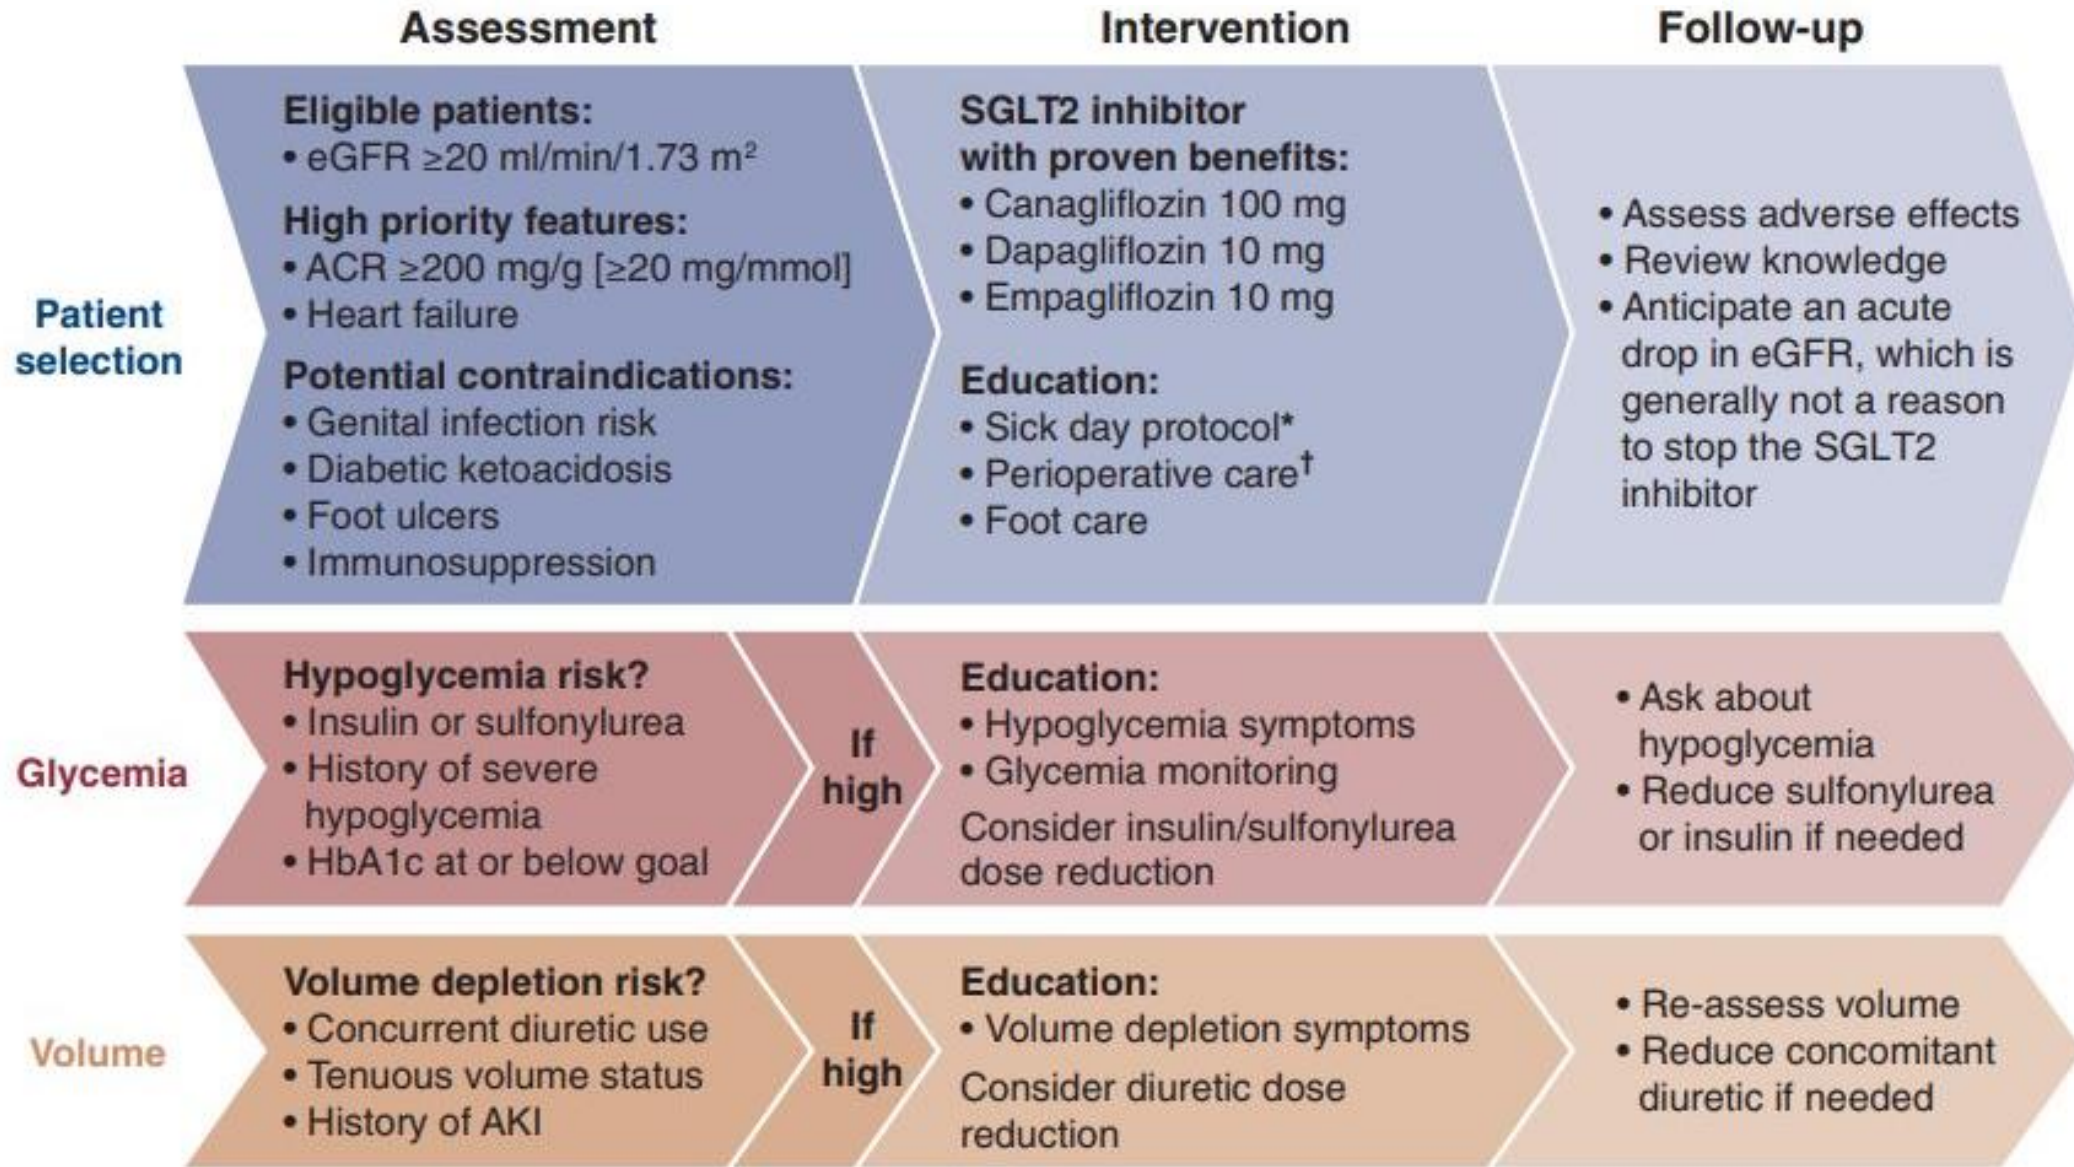 Assessment
Intervention
Follow-up
Patient
selection
Eligible patients:
• eGFR ≥20 ml/min/1.73 m²
High priority features:
• ACR ≥200 mg/g [≥20 mg/mmol]
• Heart failure
Potential contraindications:
• Genital infection risk
• Diabetic ketoacidosis
• Foot ulcers
• Immunosuppression
SGLT2 inhibitor
with proven benefits:
• Canagliflozin 100 mg
• Dapagliflozin 10 mg
• Empagliflozin 10 mg
Education:
• Sick day protocol*
• Perioperative care†
• Foot care
• Assess adverse effects
• Review knowledge
• Anticipate an acute
drop in eGFR, which is
generally not a reason
to stop the SGLT2
inhibitor
Glycemia
Hypoglycemia risk?
• Insulin or sulfonylurea
• History of severe
hypoglycemia
• HbA1c at or below goal
If
high
Education:
• Hypoglycemia symptoms
• Glycemia monitoring
Consider insulin/sulfonylurea
dose reduction
• Ask about
hypoglycemia
• Reduce sulfonylurea
or insulin if needed
Volume
Volume depletion risk?
• Concurrent diuretic use
• Tenuous volume status
• History of AKI
If
high
Education:
• Volume depletion symptoms
Consider diuretic dose
reduction
• Re-assess volume
• Reduce concomitant
diuretic if needed